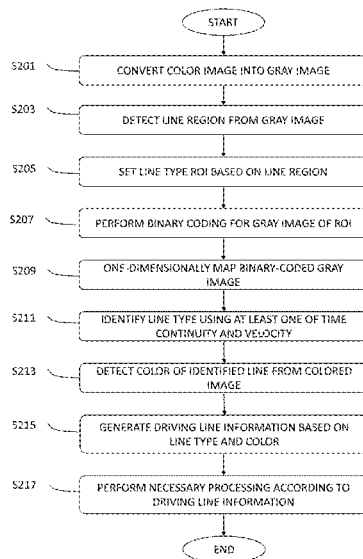 START
S201
CONVERT COLOR IMAGE INTO GRAY IMAGE
S203
DETECT LINE REGION FROM GRAY IMAGE
S205
SET LINE TYPE ROI BASED ON LINE REGION
S207
PERFORM BINARY CODING FOR GRAY IMAGE OF ROI
S209
ONE-DIMENSIONALLY MAP BINARY-CODED GRAY
IMAGE
S211
IDENTIFY LINE TYPE USING AT LEAST ONE OF TIME
CONTINUITY AND VELOCITY
S213
DETECT COLOR OF IDENTIFIED LINE FROM COLORED
IMAGE
S215
GENERATE DRIVING LINE INFORMATION BASED ON
LINE TYPE AND COLOR
S217
PERFORM NECESSARY PROCESSING ACCORDING TO
DRIVING LINE INFORMATION
END